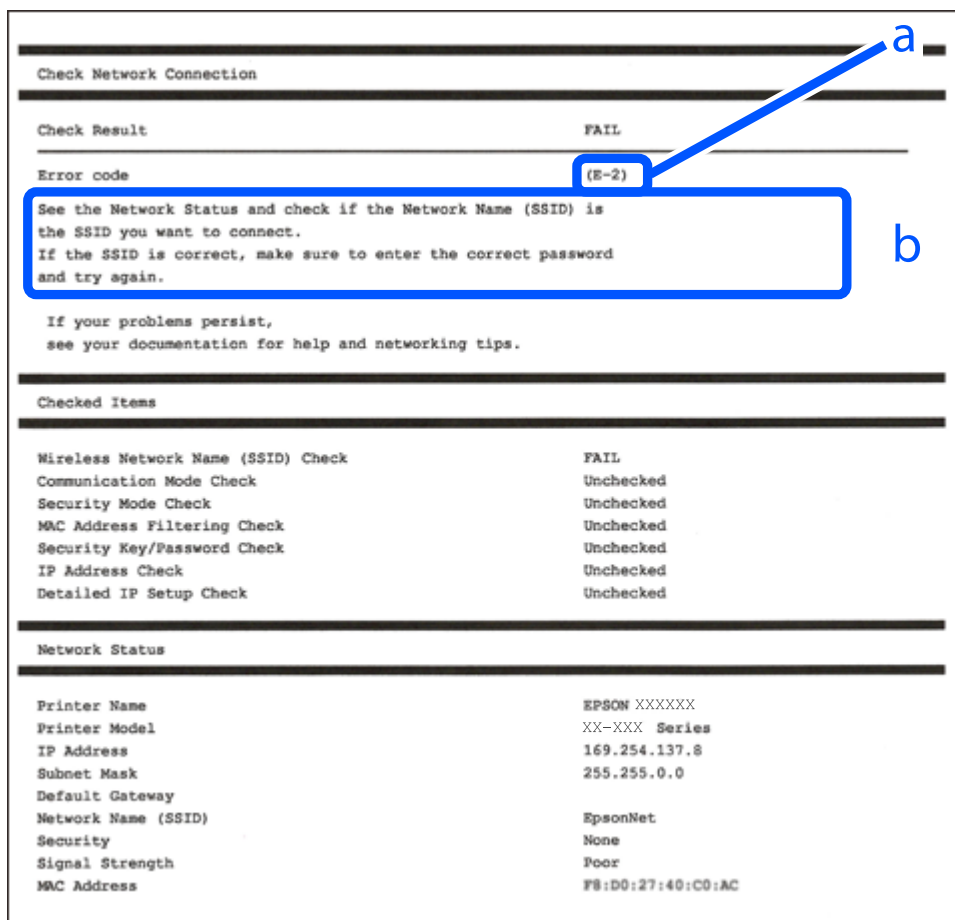 a
Check Network Connection
Check Result FAIL
Error code (E-2)
See the Network Status and check if the Network Name (SSID) is
the SSID you want to connect.
If the SSID is correct, make sure to enter the correct password
and try again.
b
If your problems persist,
see your documentation for help and networking tips.
Checked Items
Wireless Network Name (SSID) Check FAIL
Communication Mode Check Unchecked
Security Mode Check Unchecked
MAC Address Filtering Check Unchecked
Security Key/Password Check Unchecked
IP Address Check Unchecked
Detailed IP Setup Check Unchecked
Network Status
Printer Name EPSON XXXXXX
Printer Model XX-XXX Series
IP Address 169.254.137.8
Subnet Mask 255.255.0.0
Default Gateway
Network Name (SSID) EpsonNet
Security None
Signal Strength Poor
MAC Address F8:D0:27:40:C0:AC